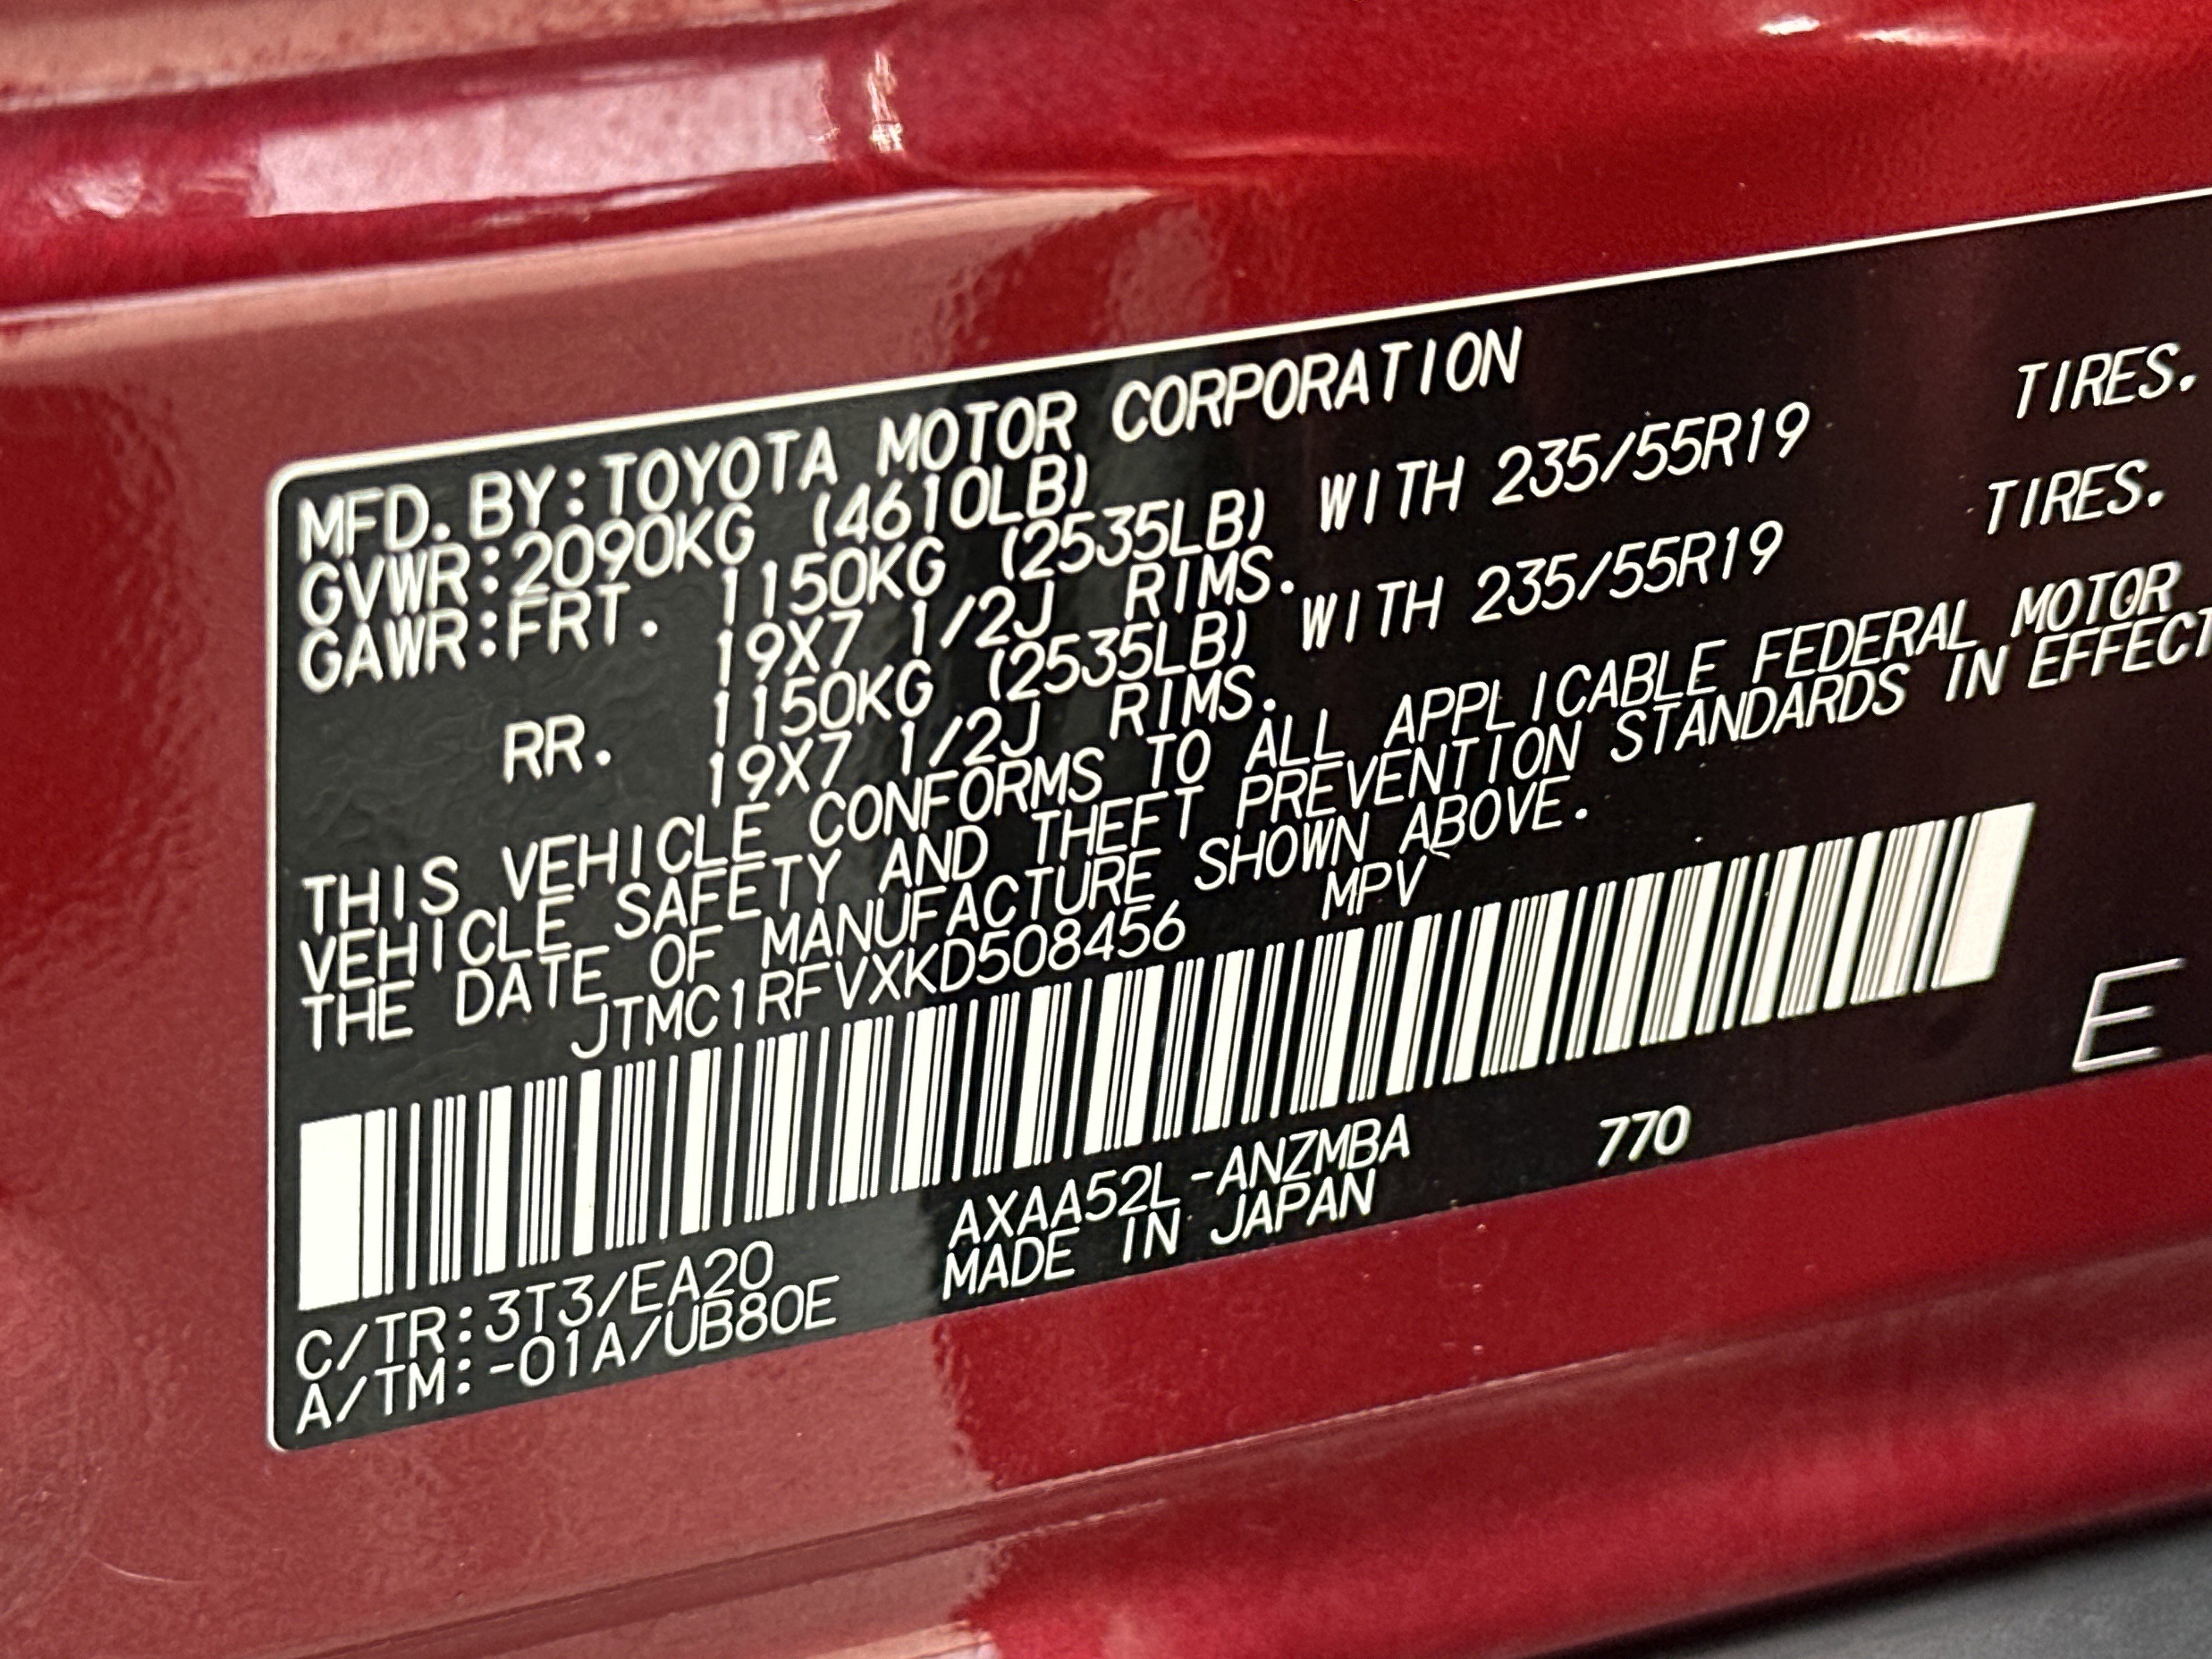 MFD. BY:TOYOTA MOTOR CORPORATION
GVWR:2090KG (4610LB)
GAWR:FRT. 1150KG (2535LB) WITH 235/55R19 TIRES.
19X7 1/2J RIMS.
RR. 1150KG (2535LB) WITH 235/55R19 TIRES.
19X7 1/2J RIMS.
THIS VEHICLE CONFORMS TO ALL APPLICABLE FEDERAL MOTOR
VEHICLE SAFETY AND THEFT PREVENTION STANDARDS IN EFFECT
THE DATE OF MANUFACTURE SHOWN ABOVE.
JTMC1RFVXKD508456 MPV
E
C/TR:3T3/EA20 AXAA52L-ANZMBA 770
A/TM:-01A/UB80E MADE IN JAPAN